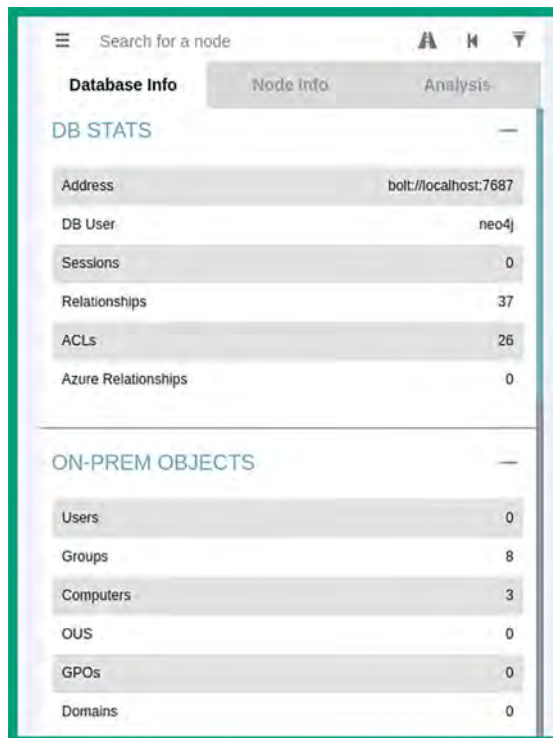 Search for a node
Database Info Node Info Analysis
DB STATS
Address bolt://localhost:7687
DB User neo4j
Sessions 0
Relationships 37
ACLs 26
Azure Relationships 0
ON-PREM OBJECTS
Users 0
Groups 8
Computers 3
OUS 0
GPOs 0
Domains 0